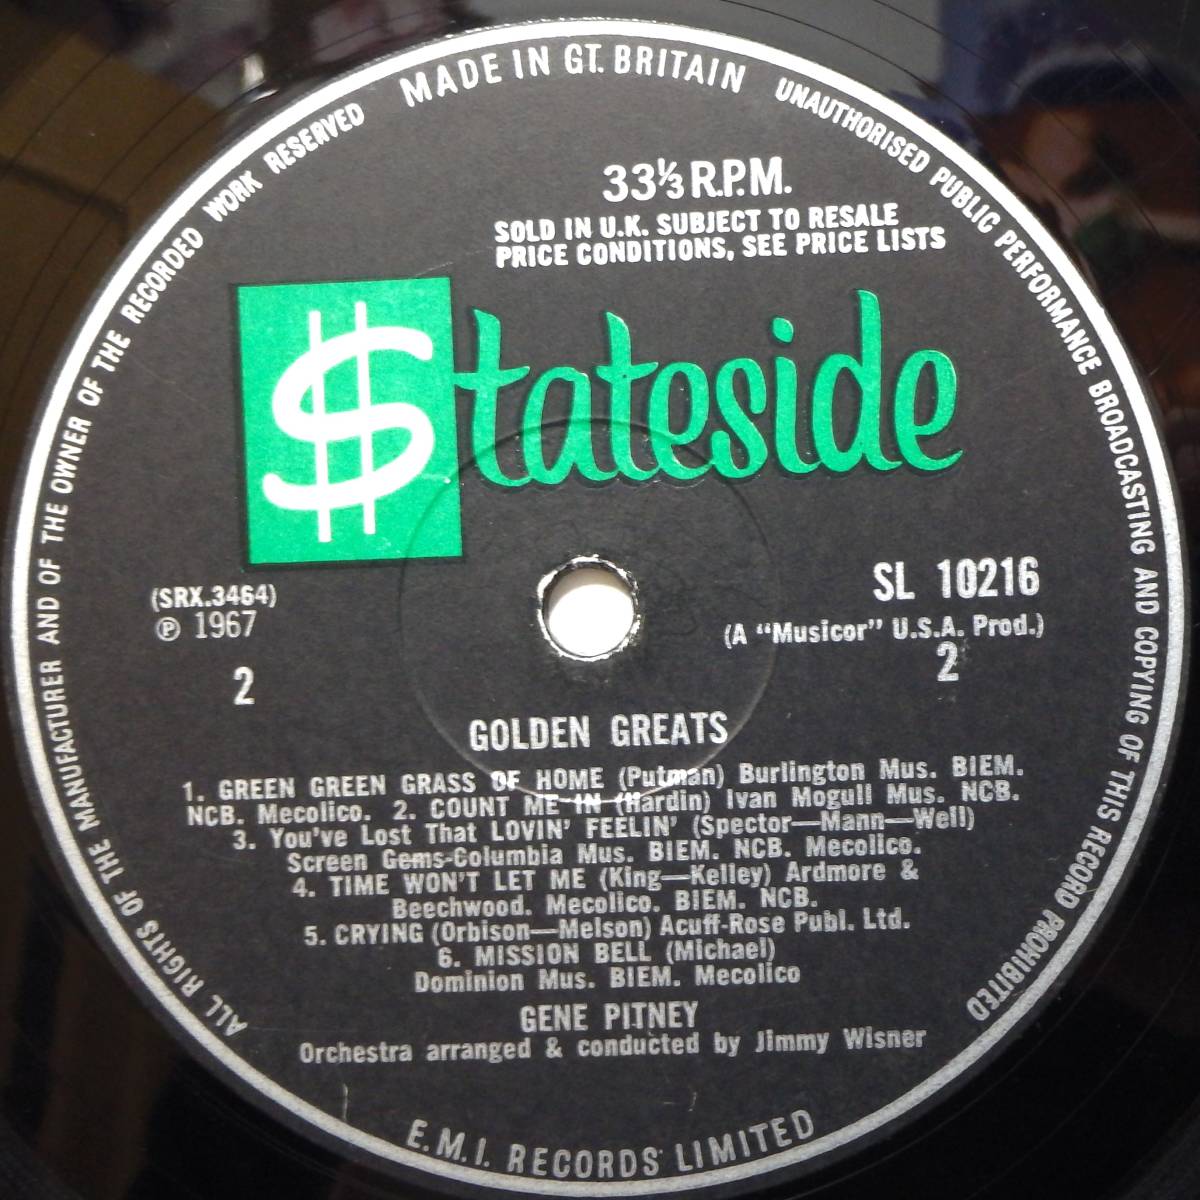 MADE IN GT. BRITAIN
UNAUTHORISED PUBLIC PERFORMANCE BROADCASTING AND COPYING OF THIS RECORD PROHIBITED
ALL RIGHTS OF THE MANUFACTURER AND OF THE OWNER OF THE RECORDED WORK RESERVED
33⅓ R.P.M.
SOLD IN U.K. SUBJECT TO RESALE
PRICE CONDITIONS, SEE PRICE LISTS
$tateside
(SRX.3464)
℗ 1967
2
SL 10216
(A "Musicor" U.S.A. Prod.)
2
GOLDEN GREATS
1. GREEN GREEN GRASS OF HOME (Putman) Burlington Mus. BIEM.
NCB. Mecolico. 2. COUNT ME IN (Hardin) Ivan Mogull Mus. NCB.
3. You've Lost That LOVIN' FEELIN' (Spector—Mann—Well)
Screen Gems-Columbia Mus. BIEM. NCB. Mecolico.
4. TIME WON'T LET ME (King—Kelley) Ardmore &
Beechwood. Mecolico. BIEM. NCB.
5. CRYING (Orbison—Melson) Acuff-Rose Publ. Ltd.
6. MISSION BELL (Michael)
Dominion Mus. BIEM. Mecolico
GENE PITNEY
Orchestra arranged & conducted by Jimmy Wisner
E.M.I. RECORDS LIMITED